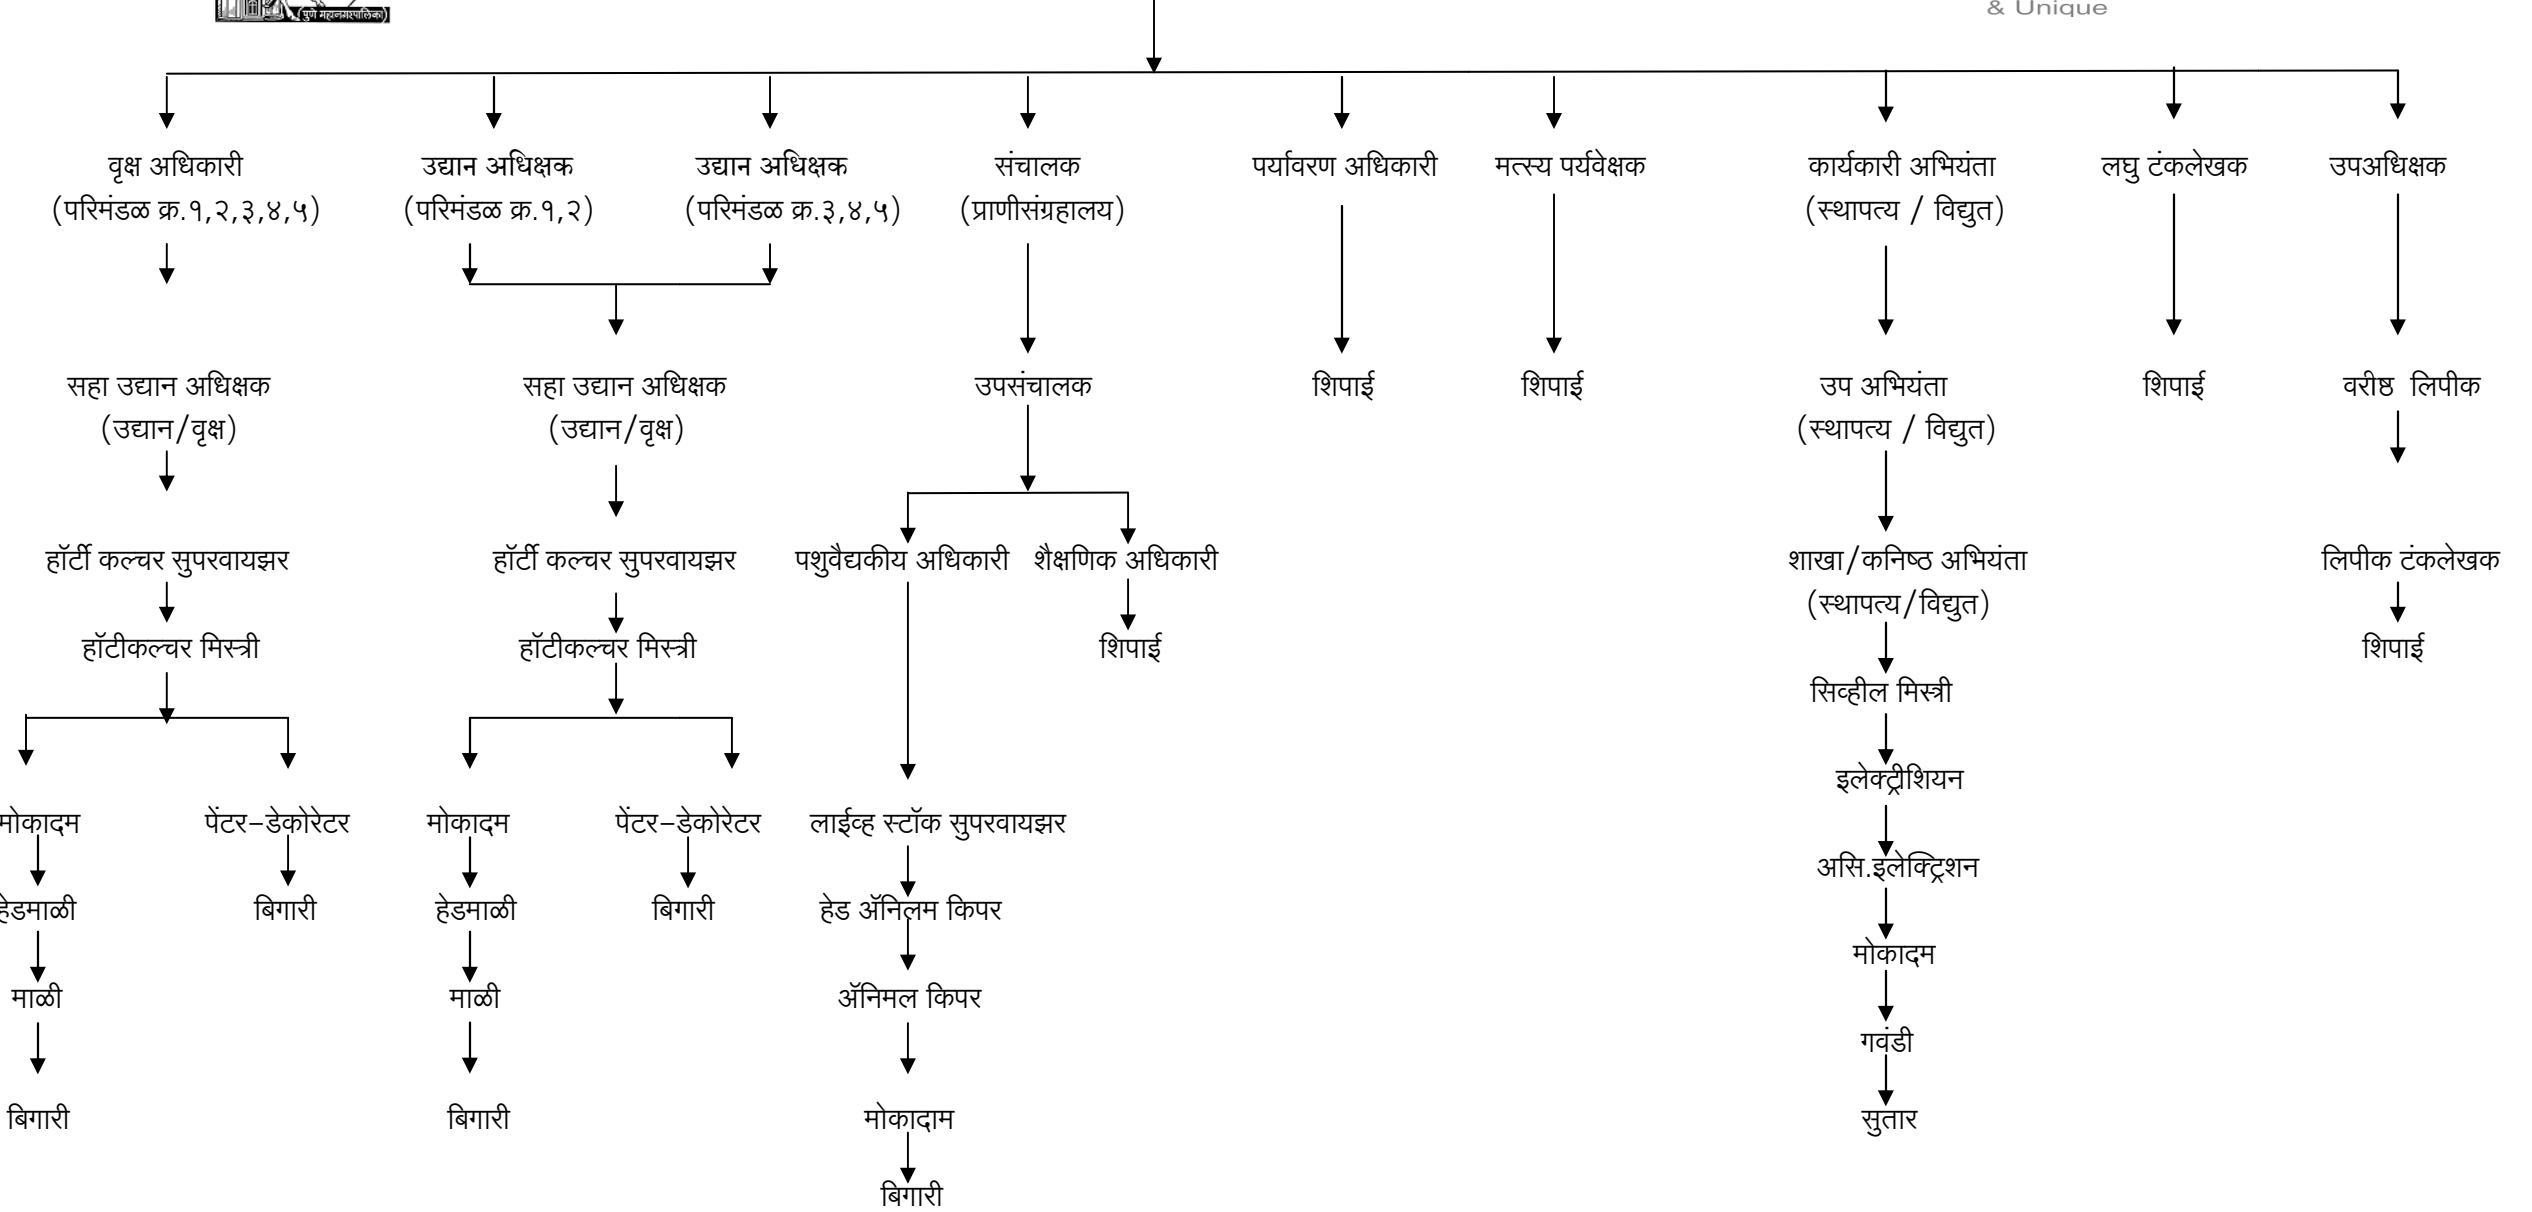 (पुणे महानगरपालिका)
& Unique
वृक्ष अधिकारी
(परिमंडळ क्र.१,२,३,४,५)
उद्यान अधिक्षक
(परिमंडळ क्र.१,२)
उद्यान अधिक्षक
(परिमंडळ क्र.३,४,५)
संचालक
(प्राणीसंग्रहालय)
पर्यावरण अधिकारी
मत्स्य पर्यवेक्षक
कार्यकारी अभियंता
(स्थापत्य / विद्युत)
लघु टंकलेखक
उपअधिक्षक
सहा उद्यान अधिक्षक
(उद्यान/वृक्ष)
सहा उद्यान अधिक्षक
(उद्यान/वृक्ष)
उपसंचालक
शिपाई
शिपाई
उप अभियंता
(स्थापत्य / विद्युत)
शिपाई
वरीष्ठ लिपीक
हॉर्टी कल्चर सुपरवायझर
हॉर्टी कल्चर सुपरवायझर
पशुवैद्यकीय अधिकारी
शैक्षणिक अधिकारी
शाखा/कनिष्ठ अभियंता
(स्थापत्य/विद्युत)
लिपीक टंकलेखक
हॉटीकल्चर मिस्त्री
हॉटीकल्चर मिस्त्री
शिपाई
शिपाई
सिव्हील मिस्त्री
इलेक्ट्रीशियन
मोकादम
पेंटर-डेकोरेटर
मोकादम
पेंटर-डेकोरेटर
लाईव्ह स्टॉक सुपरवायझर
असि.इलेक्ट्रिशन
हेडमाळी
बिगारी
हेडमाळी
बिगारी
हेड ॲनिलम किपर
मोकादम
माळी
माळी
ॲनिमल किपर
गवंडी
बिगारी
बिगारी
मोकादाम
सुतार
बिगारी